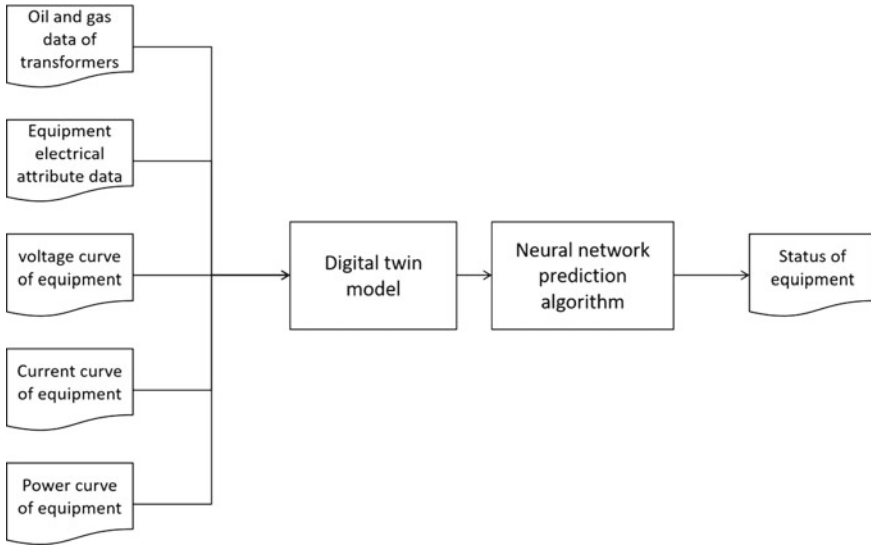 Oil and gas
data of
transformers
Equipment
electrical
attribute data
voltage curve
of equipment
Current curve
of equipment
Power curve
of equipment
Digital twin
model
Neural network
prediction
algorithm
Status of
equipment